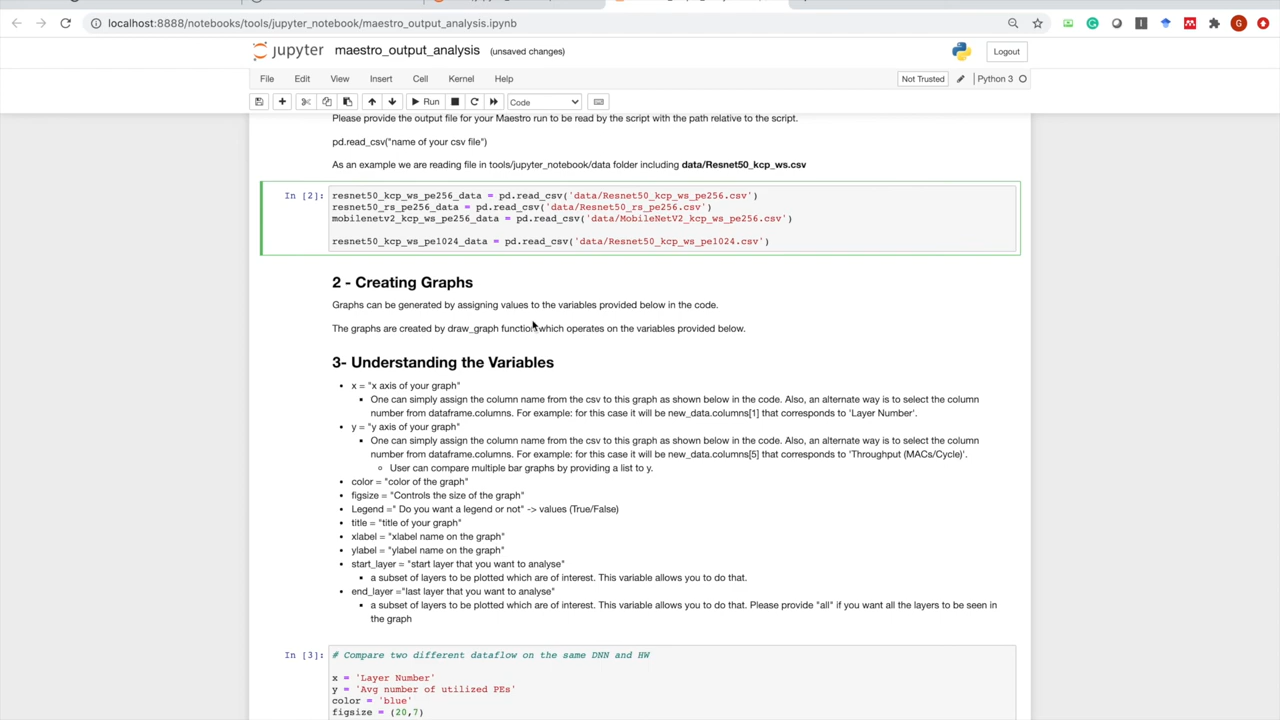 localhost:8888/notebooks/tools/jupyter_notebook/maestro_output_analysis.ipynb
jupyter maestro_output_analysis (unsaved changes) Logout
File Edit View Insert Cell Kernel Help Not Trusted Python 3
Run Code
Please provide the output file for your Maestro run to be read by the script with the path relative to the script.
pd.read_csv("name of your csv file")
As an example we are reading file in tools/jupyter_notebook/data folder including data/Resnet50_kcp_ws.csv
In [2]: resnet50_kcp_ws_pe256_data = pd.read_csv('data/Resnet50_kcp_ws_pe256.csv')
resnet50_rs_pe256_data = pd.read_csv('data/Resnet50_rs_pe256.csv')
mobilenetv2_kcp_ws_pe256_data = pd.read_csv('data/MobileNetV2_kcp_ws_pe256.csv')
resnet50_kcp_ws_pe1024_data = pd.read_csv('data/Resnet50_kcp_ws_pe1024.csv')
2 - Creating Graphs
Graphs can be generated by assigning values to the variables provided below in the code.
The graphs are created by draw_graph function which operates on the variables provided below.
3- Understanding the Variables
x = "x axis of your graph"
One can simply assign the column name from the csv to this graph as shown below in the code. Also, an alternate way is to select the column
number from dataframe.columns. For example: for this case it will be new_data.columns[1] that corresponds to 'Layer Number'.
y = "y axis of your graph"
One can simply assign the column name from the csv to this graph as shown below in the code. Also, an alternate way is to select the column
number from dataframe.columns. For example: for this case it will be new_data.columns[5] that corresponds to 'Throughput (MACs/Cycle)'.
User can compare multiple bar graphs by providing a list to y.
color = "color of the graph"
figsize = "Controls the size of the graph"
Legend =" Do you want a legend or not" -> values (True/False)
title = "title of your graph"
xlabel = "xlabel name on the graph"
ylabel = "ylabel name on the graph"
start_layer = "start layer that you want to analyse"
a subset of layers to be plotted which are of interest. This variable allows you to do that.
end_layer ="last layer that you want to analyse"
a subset of layers to be plotted which are of interest. This variable allows you to do that. Please provide "all" if you want all the layers to be seen in
the graph
In [3]: # Compare two different dataflow on the same DNN and HW
x = 'Layer Number'
y = 'Avg number of utilized PEs'
color = 'blue'
figsize = (20,7)